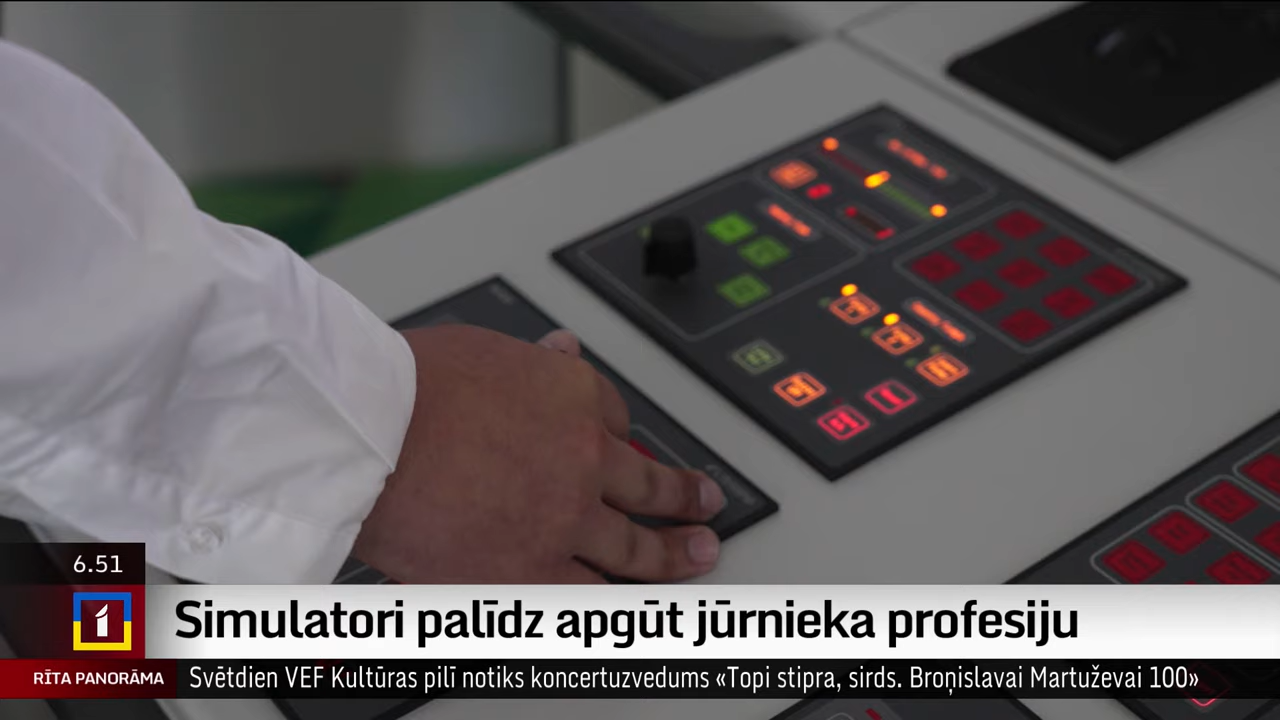 6.51
1
Simulatori palīdz apgūt jūrnieka profesiju
RĪTA PANORĀMA
Svētdien VEF Kultūras pilī notiks koncertuzvedums «Topi stipra, sirds. Broņislavai Martuževai 100»